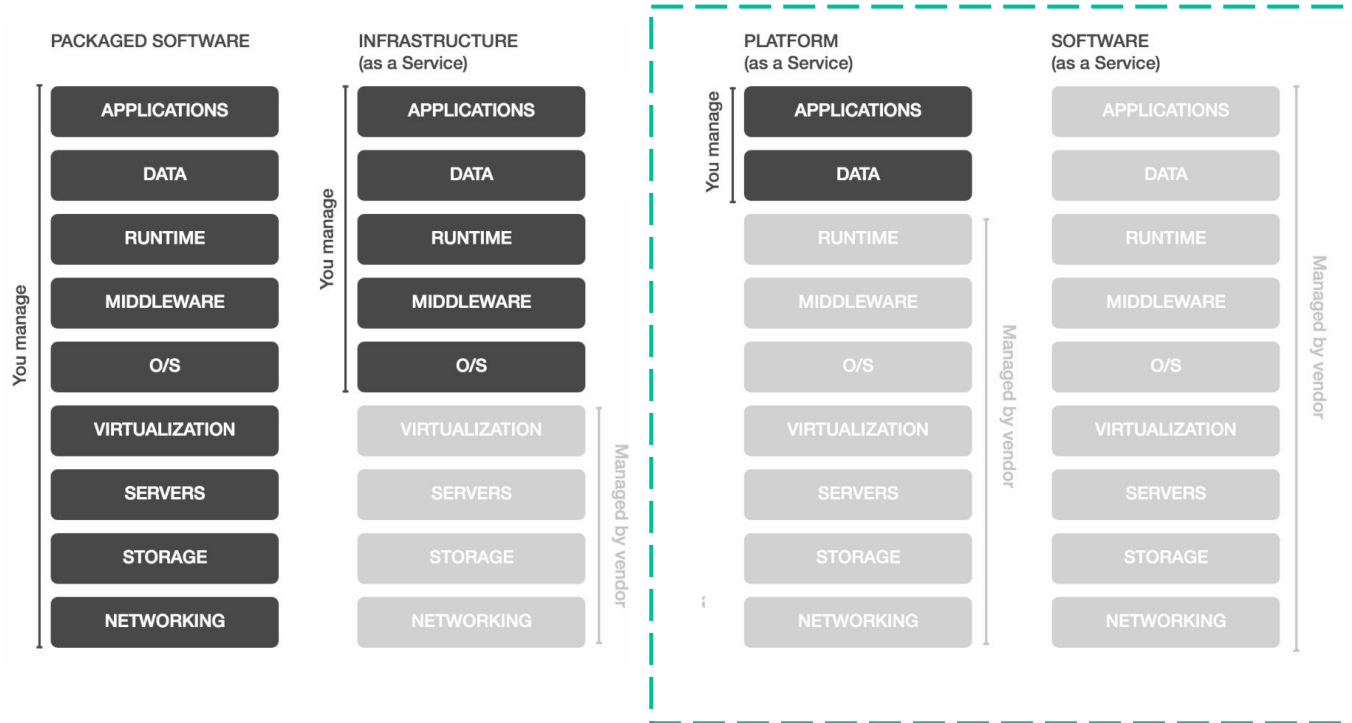 PACKAGED SOFTWARE
You manage
APPLICATIONS
DATA
RUNTIME
MIDDLEWARE
O/S
VIRTUALIZATION
SERVERS
STORAGE
NETWORKING
INFRASTRUCTURE
(as a Service)
You manage
APPLICATIONS
DATA
RUNTIME
MIDDLEWARE
O/S
VIRTUALIZATION
SERVERS
STORAGE
NETWORKING
Managed by vendor
PLATFORM
(as a Service)
You manage
APPLICATIONS
DATA
RUNTIME
MIDDLEWARE
O/S
VIRTUALIZATION
SERVERS
STORAGE
NETWORKING
Managed by vendor
SOFTWARE
(as a Service)
APPLICATIONS
DATA
RUNTIME
MIDDLEWARE
O/S
VIRTUALIZATION
SERVERS
STORAGE
NETWORKING
Managed by vendor